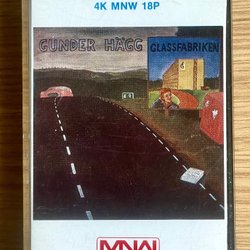 4K MNW 18P
GUNDER HÄGG
GLASSFABRIKEN
MNW